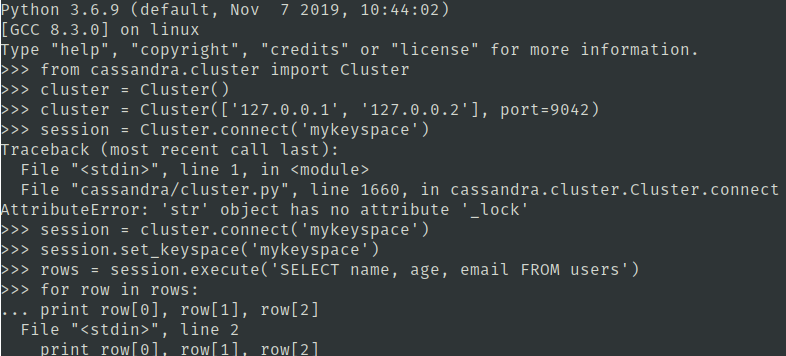 Python 3.6.9 (default, Nov  7 2019, 10:44:02)
[GCC 8.3.0] on linux
Type "help", "copyright", "credits" or "license" for more information.
>>> from cassandra.cluster import Cluster
>>> cluster = Cluster()
>>> cluster = Cluster(['127.0.0.1', '127.0.0.2'], port=9042)
>>> session = Cluster.connect('mykeyspace')
Traceback (most recent call last):
  File "<stdin>", line 1, in <module>
  File "cassandra/cluster.py", line 1660, in cassandra.cluster.Cluster.connect
AttributeError: 'str' object has no attribute '_lock'
>>> session = cluster.connect('mykeyspace')
>>> session.set_keyspace('mykeyspace')
>>> rows = session.execute('SELECT name, age, email FROM users')
>>> for row in rows:
... print row[0], row[1], row[2]
  File "<stdin>", line 2
    print row[0], row[1], row[2]